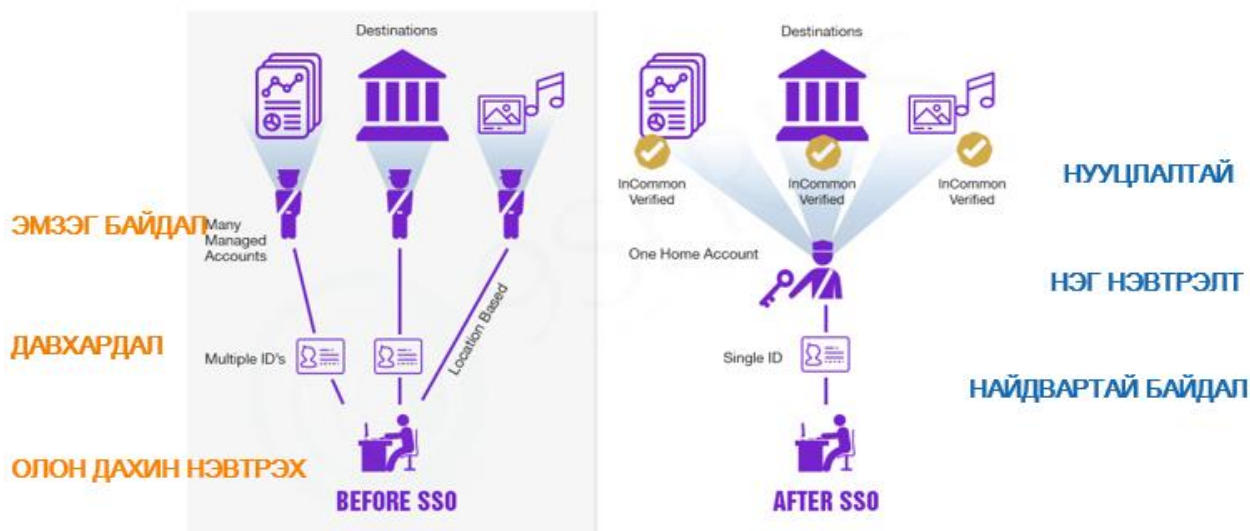 Destinations
ЭМЗЭГ БАЙДАЛ
Many
Managed
Accounts
ДАВХАРДАЛ
Multiple ID's
Location Based
ОЛОН ДАХИН НЭВТРЭХ
BEFORE SSO
Destinations
InCommon
Verified
InCommon
Verified
InCommon
Verified
НУУЦЛАЛТАЙ
One Home Account
НЭГ НЭВТРЭЛТ
Single ID
НАЙДВАРТАЙ БАЙДАЛ
AFTER SSO